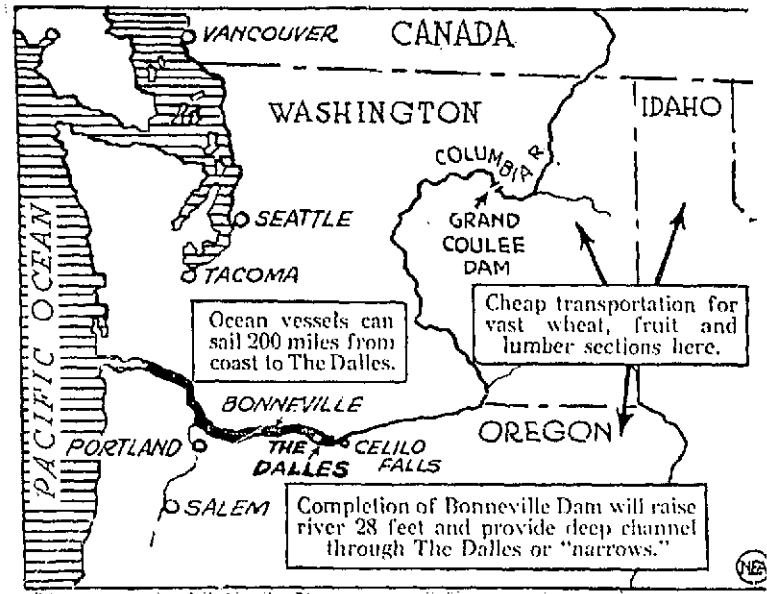 VANCOUVER
CANADA
WASHINGTON
IDAHO
COLUMBIA R
GRAND
COULEE
DAM
SEATTLE
TACOMA
PACIFIC OCEAN
Ocean vessels can
sail 200 miles from
coast to The Dalles.
Cheap transportation for
vast wheat, fruit and
lumber sections here.
BONNEVILLE
PORTLAND
THE
DALLES
CELILO
FALLS
OREGON
SALEM
Completion of Bonneville Dam will raise
river 28 feet and provide deep channel
through The Dalles or "narrows."
NEA